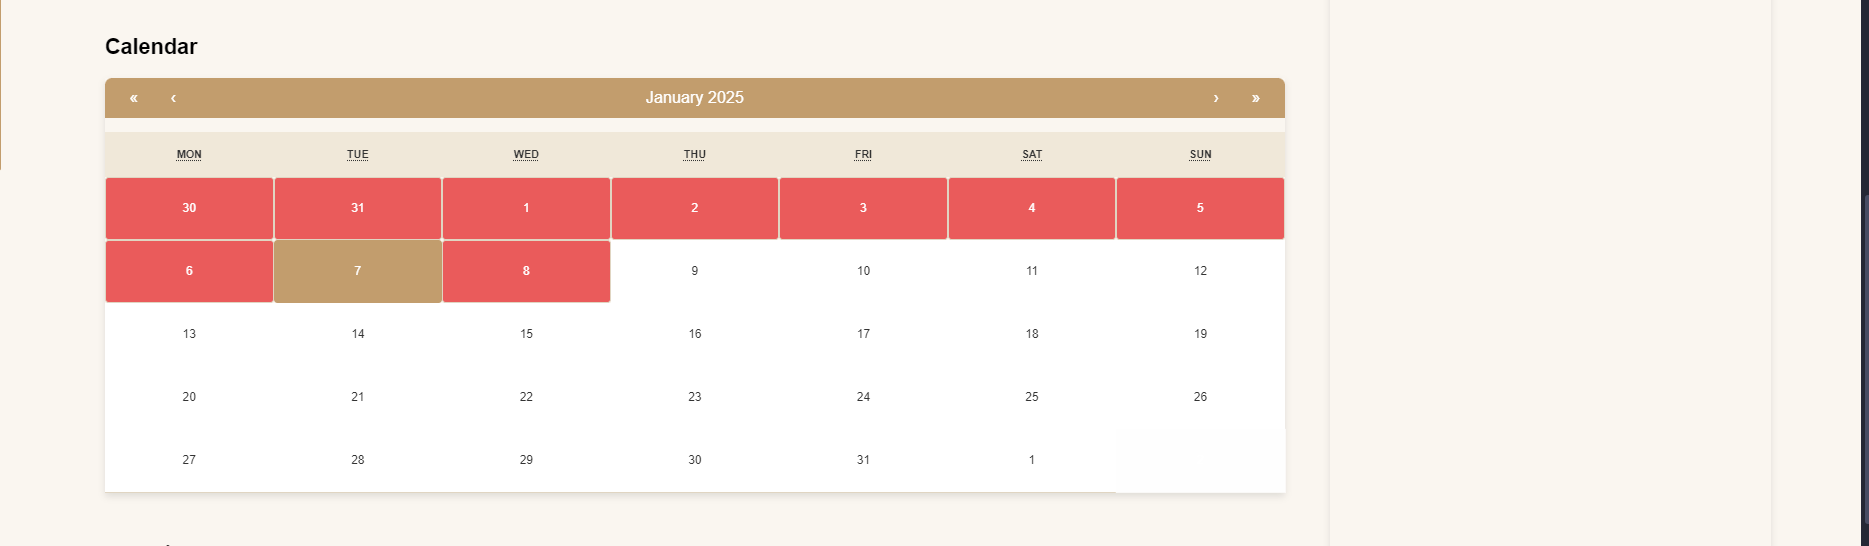 Calendar
« ‹ January 2025 › »
MON TUE WED THU FRI SAT SUN
30 31 1 2 3 4 5
6 7 8 9 10 11 12
13 14 15 16 17 18 19
20 21 22 23 24 25 26
27 28 29 30 31 1